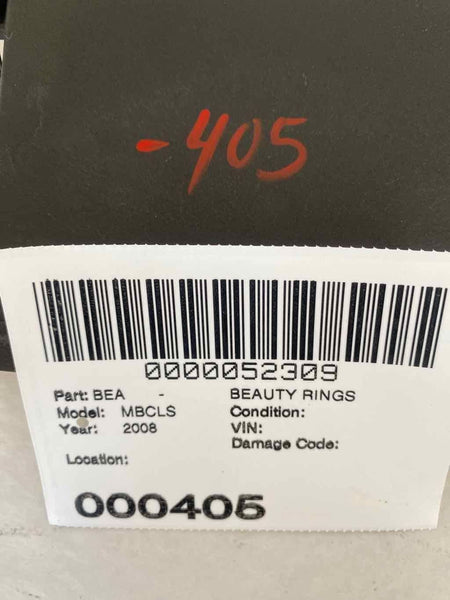 -405
0000052309
Part: BEA - BEAUTY RINGS
Model: MBCLS Condition:
Year: 2008 VIN:
Damage Code:
Location:
000405